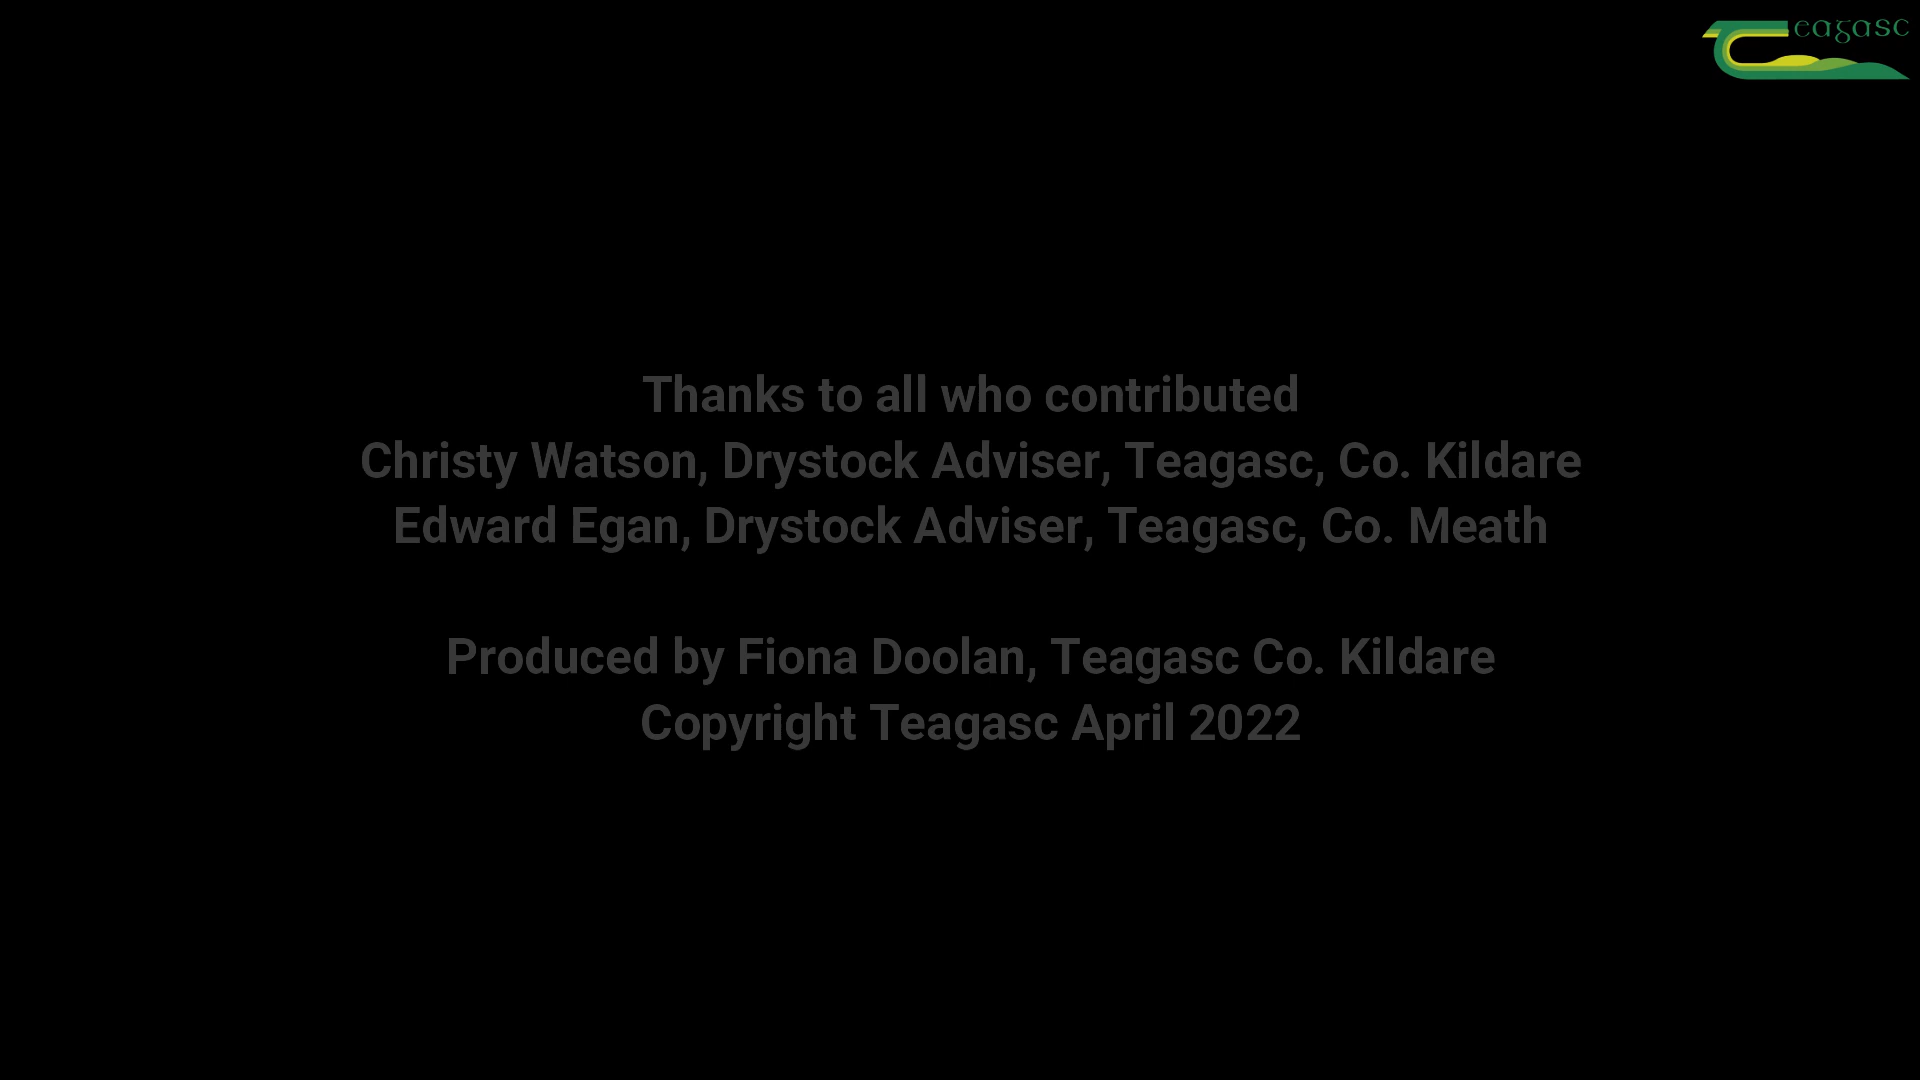 Teagasc
Thanks to all who contributed
Christy Watson, Drystock Adviser, Teagasc, Co. Kildare
Edward Egan, Drystock Adviser, Teagasc, Co. Meath
Produced by Fiona Doolan, Teagasc Co. Kildare
Copyright Teagasc April 2022